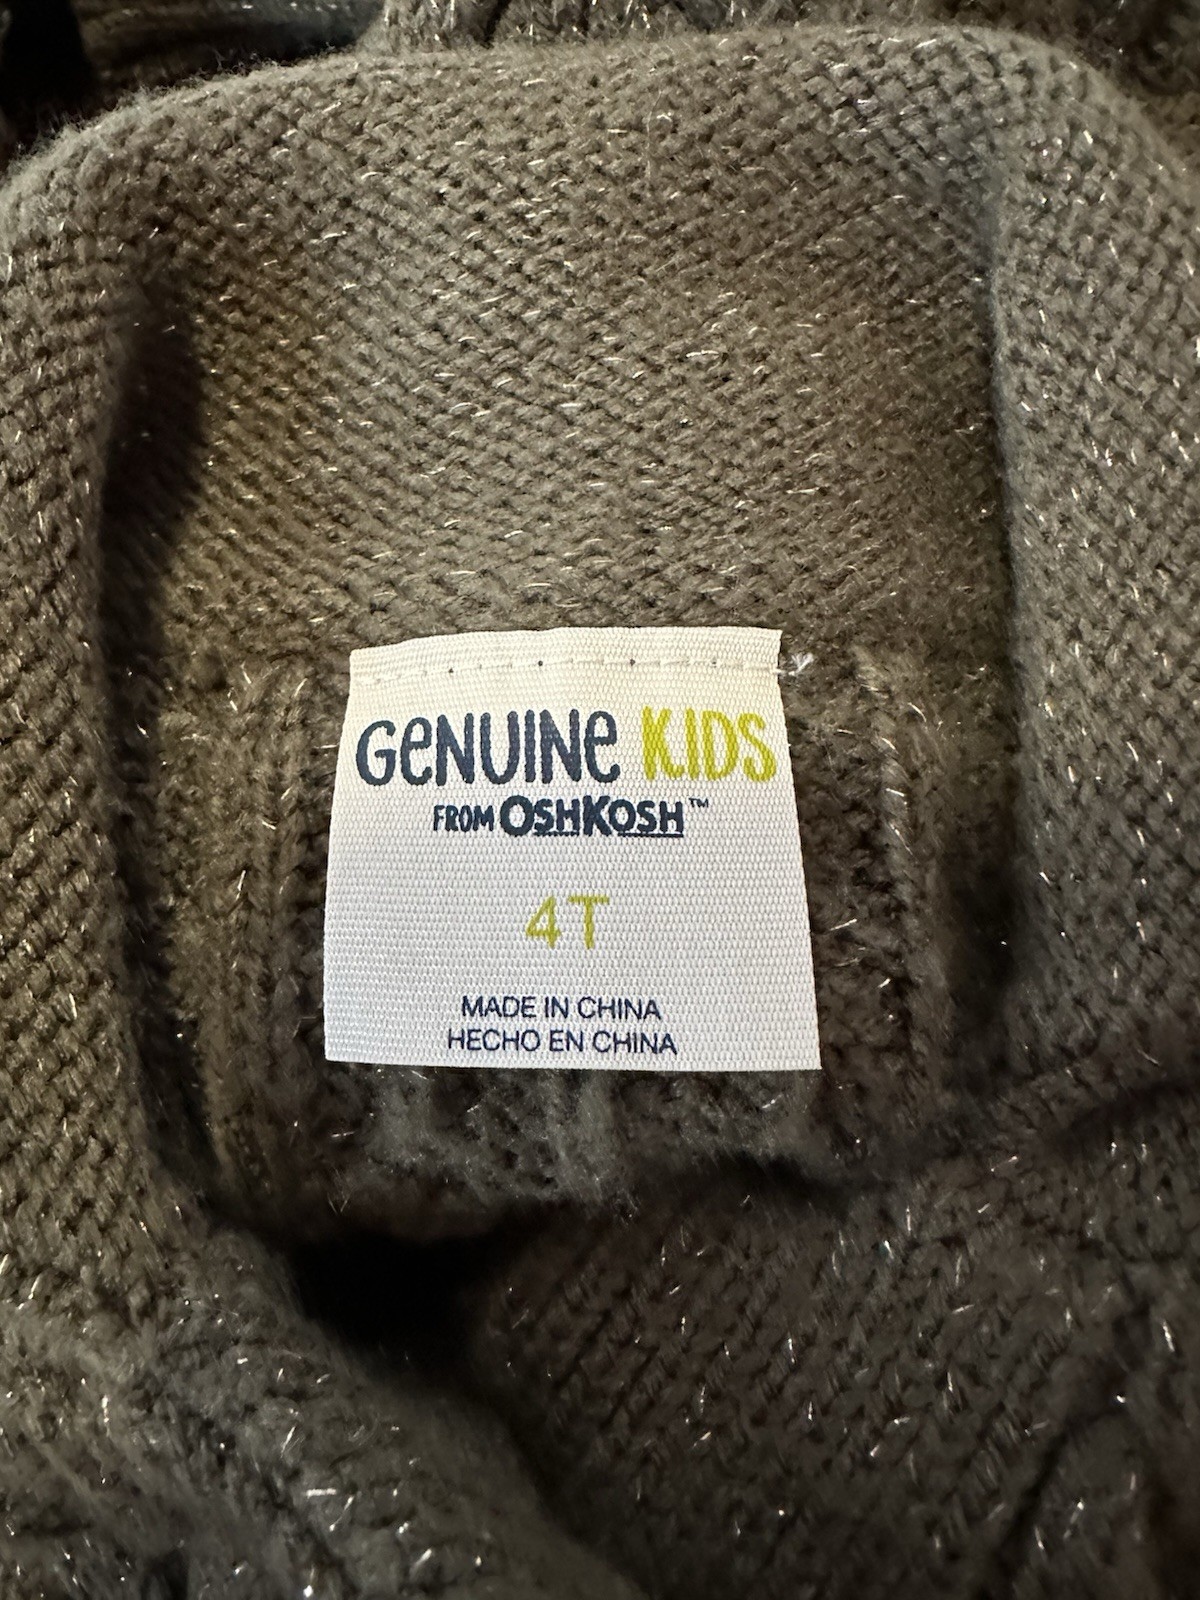 GENUINE KIDS
FROM OSHKOSH™
4T
MADE IN CHINA
HECHO EN CHINA